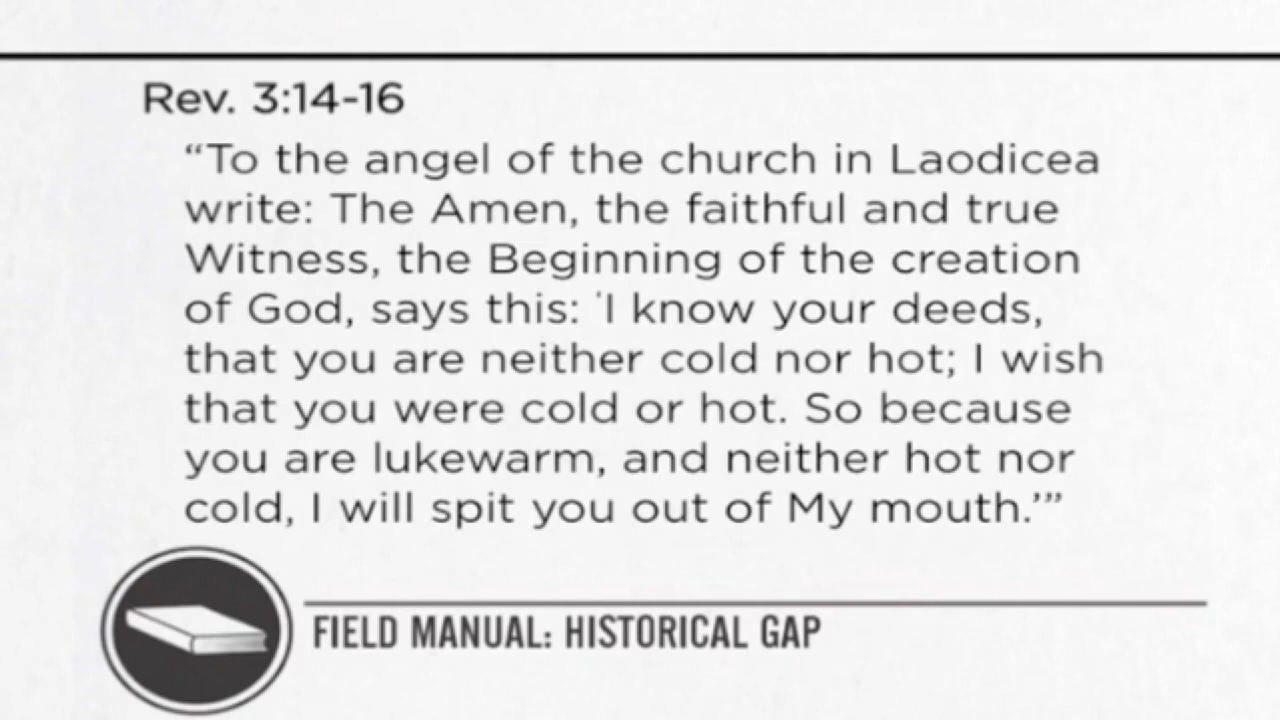 Rev. 3:14-16
“To the angel of the church in Laodicea
write: The Amen, the faithful and true
Witness, the Beginning of the creation
of God, says this: ‘I know your deeds,
that you are neither cold nor hot; I wish
that you were cold or hot. So because
you are lukewarm, and neither hot nor
cold, I will spit you out of My mouth.’”
FIELD MANUAL: HISTORICAL GAP